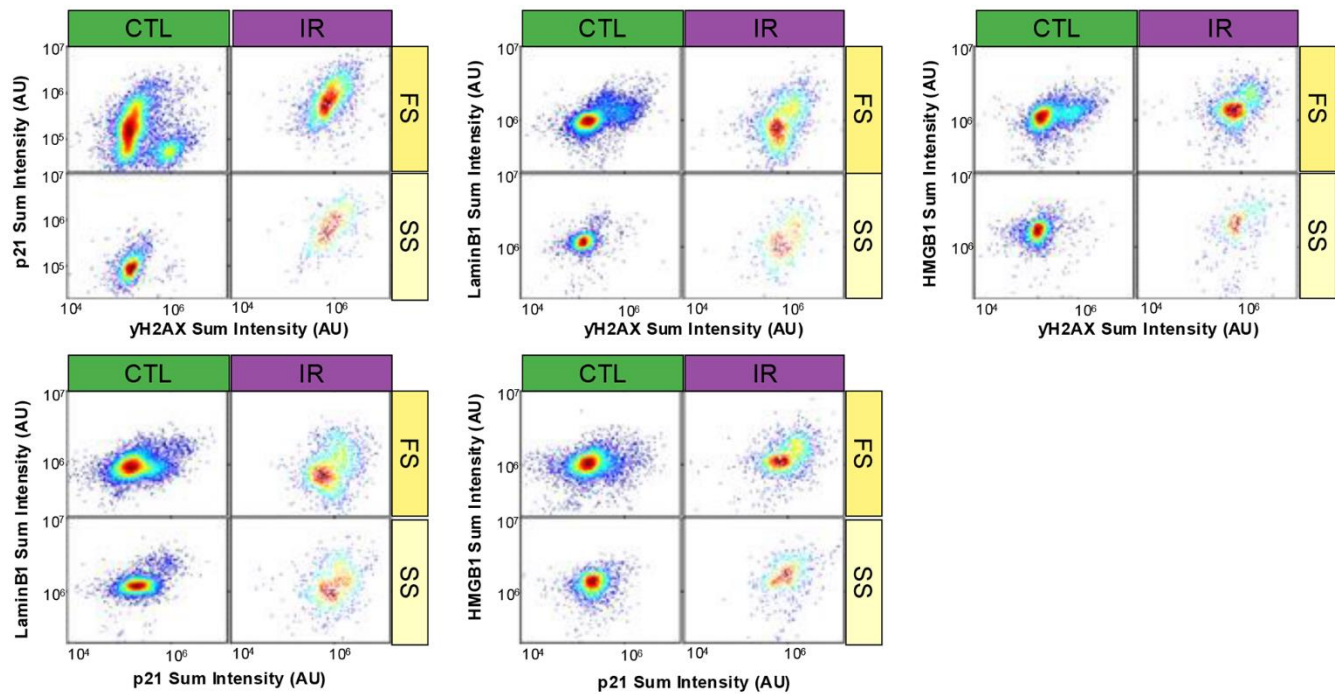 CTL IR
p21 Sum Intensity (AU)
10⁷
10⁶
10⁵
FS
10⁷
10⁶
10⁵
SS
10⁴ 10⁶ 10⁴ 10⁶
yH2AX Sum Intensity (AU)
CTL IR
LaminB1 Sum Intensity (AU)
10⁷
10⁶
FS
10⁷
10⁶
SS
10⁴ 10⁶ 10⁴ 10⁶
yH2AX Sum Intensity (AU)
CTL IR
HMGB1 Sum Intensity (AU)
10⁷
10⁶
FS
10⁷
10⁶
SS
10⁴ 10⁶ 10⁴ 10⁶
yH2AX Sum Intensity (AU)
CTL IR
LaminB1 Sum Intensity (AU)
10⁷
10⁶
FS
10⁷
10⁶
SS
10⁴ 10⁶ 10⁴ 10⁶
p21 Sum Intensity (AU)
CTL IR
HMGB1 Sum Intensity (AU)
10⁷
10⁶
FS
10⁷
10⁶
SS
10⁴ 10⁶ 10⁴ 10⁶
p21 Sum Intensity (AU)